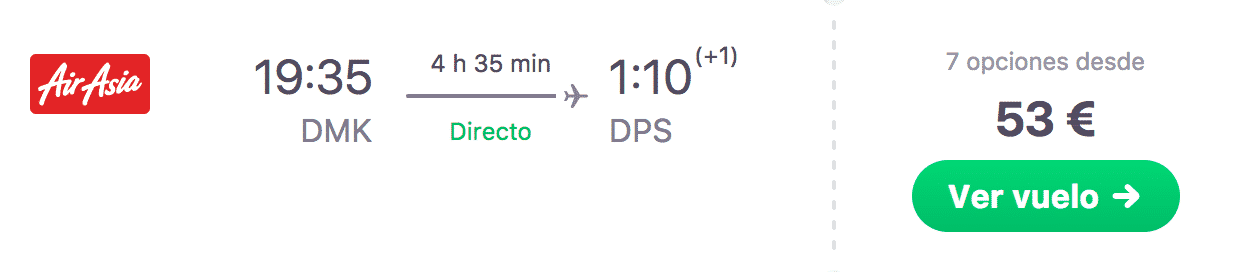 AirAsia
19:35
DMK
4 h 35 min
Directo
1:10(+1)
DPS
7 opciones desde
53 €
Ver vuelo →